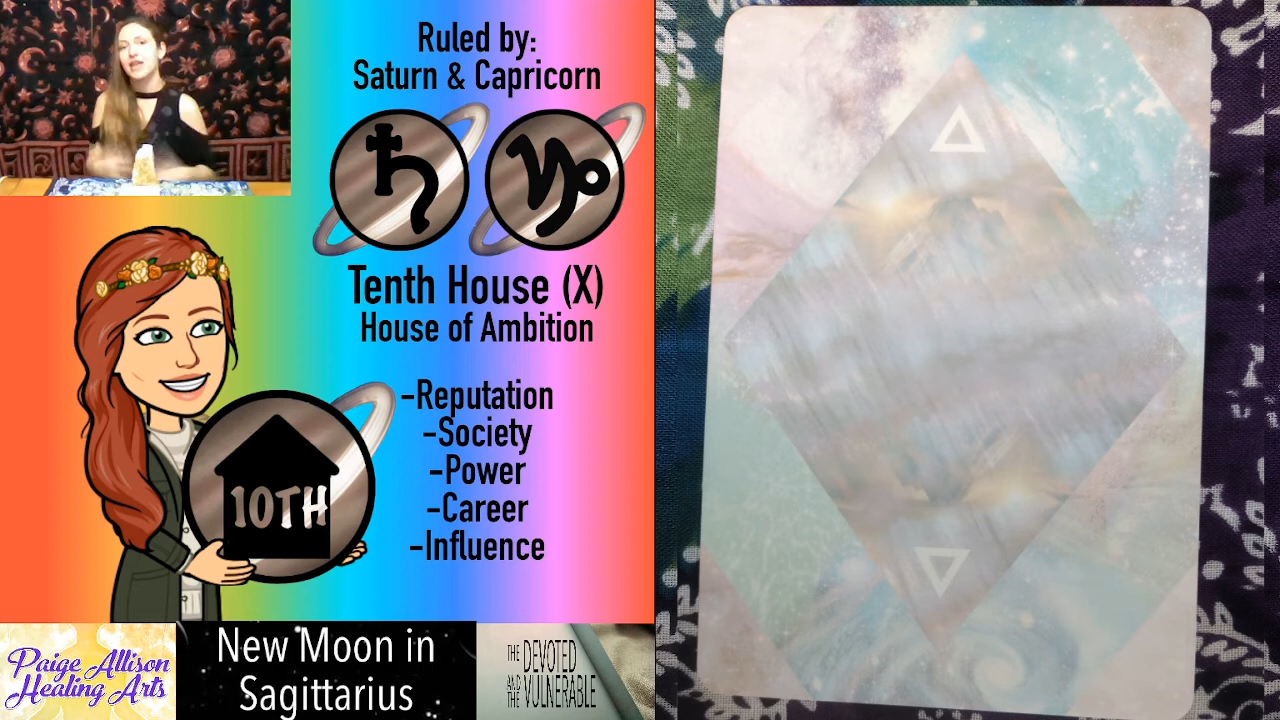 Ruled by:
Saturn & Capricorn
Tenth House (X)
House of Ambition
-Reputation
-Society
-Power
-Career
-Influence
10TH
Paige Allison
Healing Arts
New Moon in
Sagittarius
THE DEVOTED
AND THE VULNERABLE